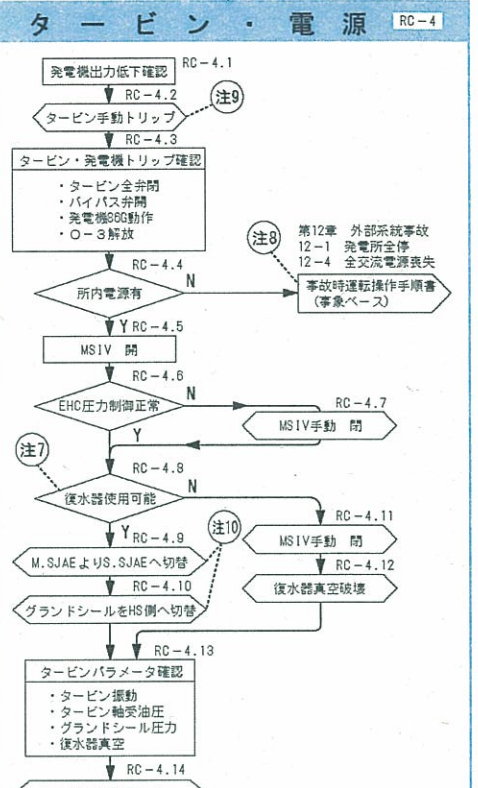 タービン・電源 RC-4
RC-4.1
発電機出力低下確認
RC-4.2
注9
タービン手動トリップ
RC-4.3
タービン・発電機トリップ確認
・タービン全弁閉
・バイパス弁開
・発電機86G動作
・O-3解放
注8
第12章 外部系統事故
12-1 発電所全停
12-4 全交流電源喪失
RC-4.4
所内電源有
N
事故時運転操作手順書
(事象ベース)
Y RC-4.5
MSIV 開
RC-4.6
EHC圧力制御正常
N
RC-4.7
MSIV手動 閉
Y
注7
RC-4.8
復水器使用可能
N
注10
RC-4.11
MSIV手動 閉
Y RC-4.9
M.SJAEよりS.SJAEへ切替
RC-4.12
復水器真空破壊
RC-4.10
グランドシールをHS側へ切替
RC-4.13
タービンパラメータ確認
・タービン振動
・タービン軸受油圧
・グランドシール圧力
・復水器真空
RC-4.14